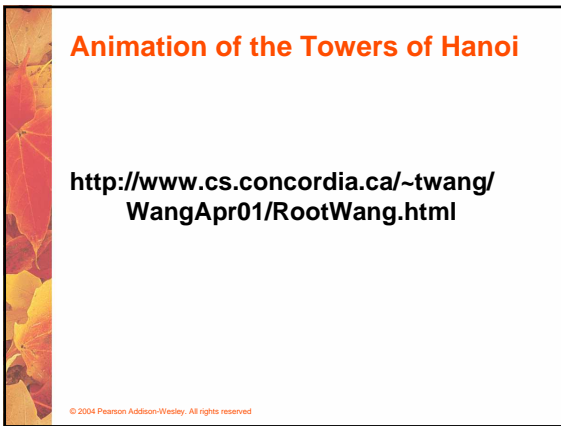 Animation of the Towers of Hanoi
http://www.cs.concordia.ca/~twang/
WangApr01/RootWang.html
© 2004 Pearson Addison-Wesley. All rights reserved